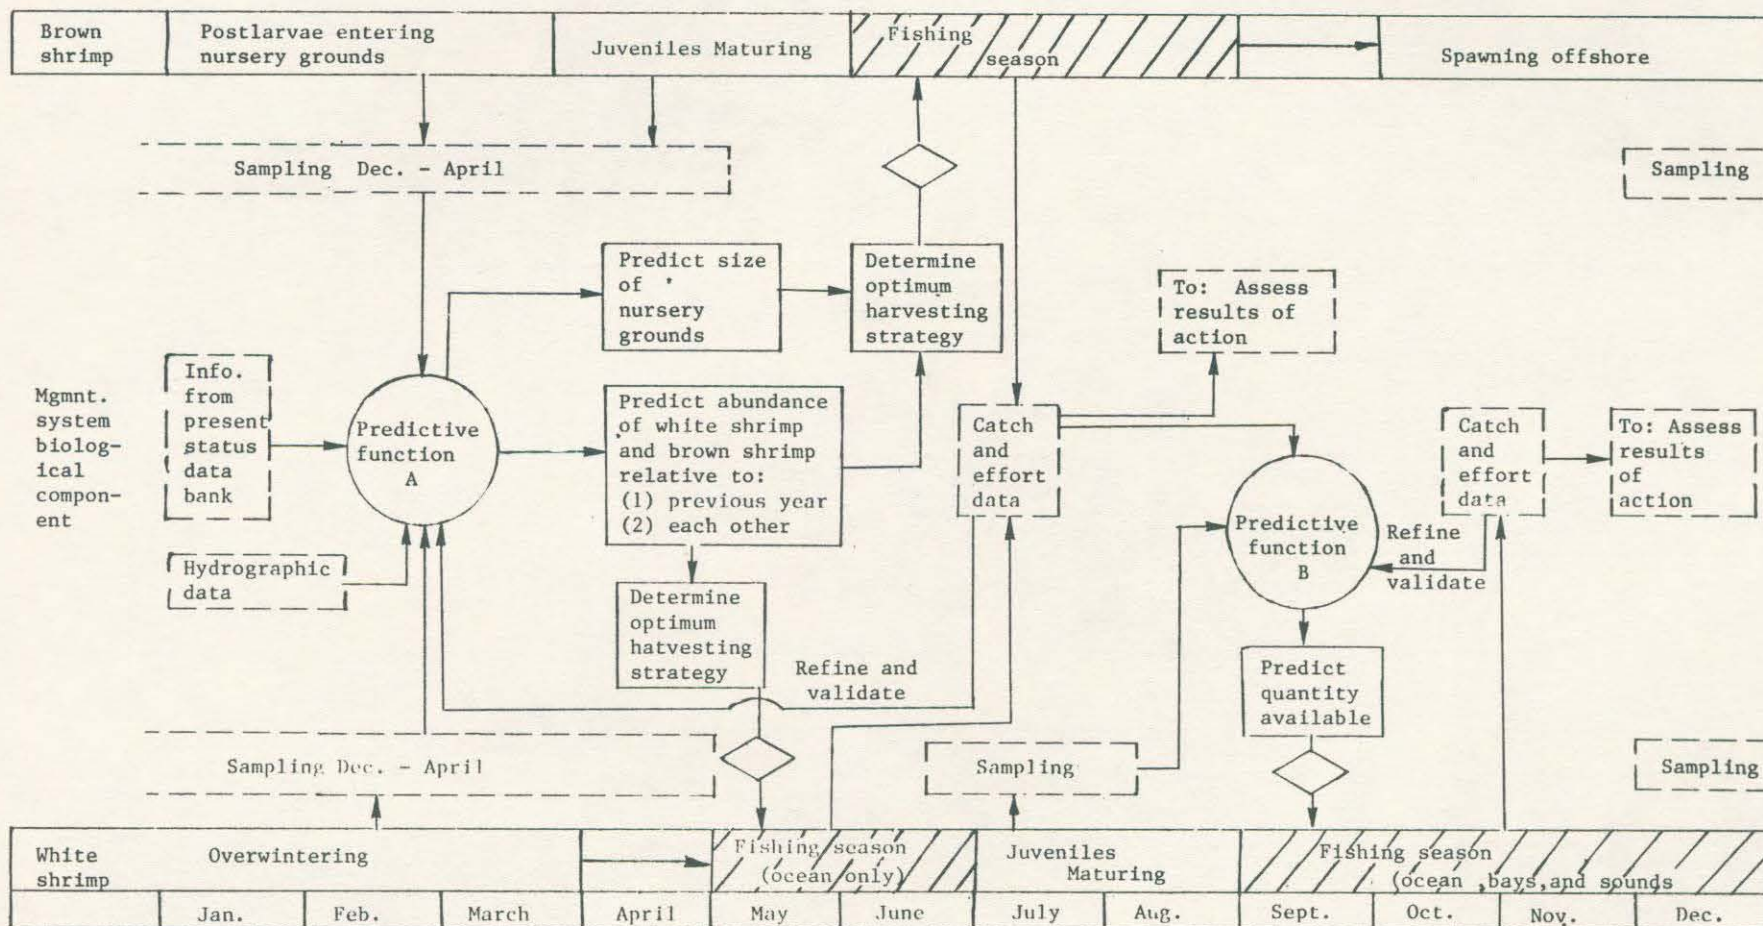 Brown
shrimp
Postlarvae entering
nursery grounds
Juveniles Maturing
Fishing
season
Spawning offshore
Sampling Dec. - April
Sampling
Predict size
of
nursery
grounds
Determine
optimum
harvesting
strategy
To: Assess
results of
action
Mgmnt.
system
biolog-
ical
compon-
ent
Info.
from
present
status
data
bank
Predictive
function
A
Predict abundance
of white shrimp
and brown shrimp
relative to:
(1) previous year
(2) each other
Catch
and
effort
data
Catch
and
effort
data
To: Assess
results
of
action
Hydrographic
data
Predictive
function
B
Refine
and
validate
Determine
optimum
hatvesting
strategy
Refine and
validate
Predict
quantity
available
Sampling Dec. - April
Sampling
Sampling
White
shrimp
Overwintering
Fishing season
(ocean only)
Juveniles
Maturing
Fishing season
(ocean ,bays,and sounds
Jan.
Feb.
March
April
May
June
July
Aug.
Sept.
Oct.
Nov.
Dec.